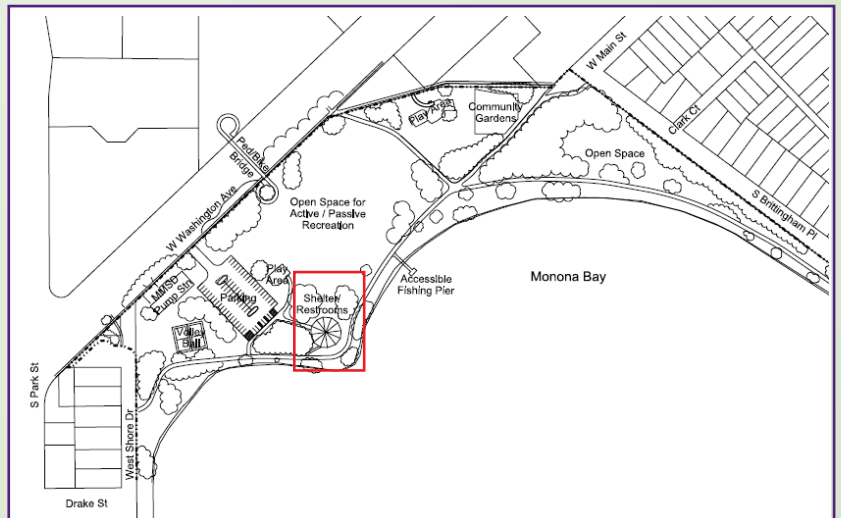 W Main St
Clark Ct
S Brittingham Pl
Play Area
Community
Gardens
Open Space
Ped/Bike
Bridge
W Washington Ave
Open Space for
Active / Passive
Recreation
Play
Area
Accessible
Fishing Pier
Monona Bay
MMSD
Pump Stn
Parking
Shelter/
Restrooms
Volley
Ball
S Park St
West Shore Dr
Drake St